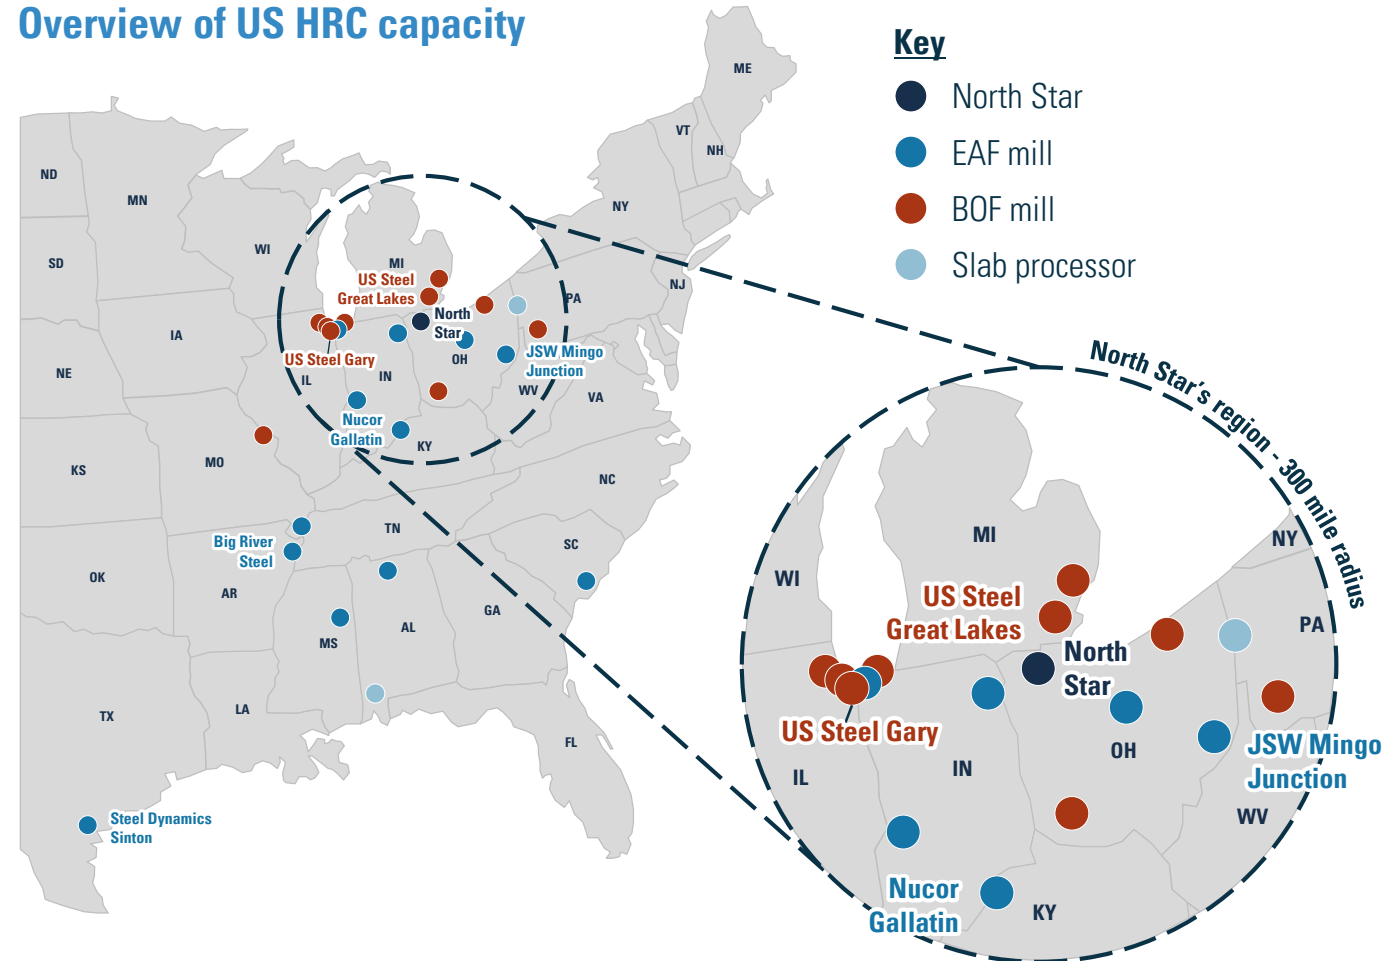 Overview of US HRC capacity
Key
North Star
EAF mill
BOF mill
Slab processor
ME
VT
NH
ND
MN
NY
WI
SD
MI
NJ
US Steel
Great Lakes
PA
North
Star
IA
OH
JSW Mingo
Junction
US Steel Gary
NE
IL
IN
WV
VA
Nucor
Gallatin
KY
KS
MO
NC
TN
Big River
Steel
SC
OK
AR
GA
AL
MS
LA
TX
FL
Steel Dynamics
Sinton
North Star's region - 300 mile radius
NY
MI
WI
US Steel
Great Lakes
PA
North
Star
US Steel Gary
JSW Mingo
Junction
OH
IN
IL
WV
Nucor
Gallatin
KY